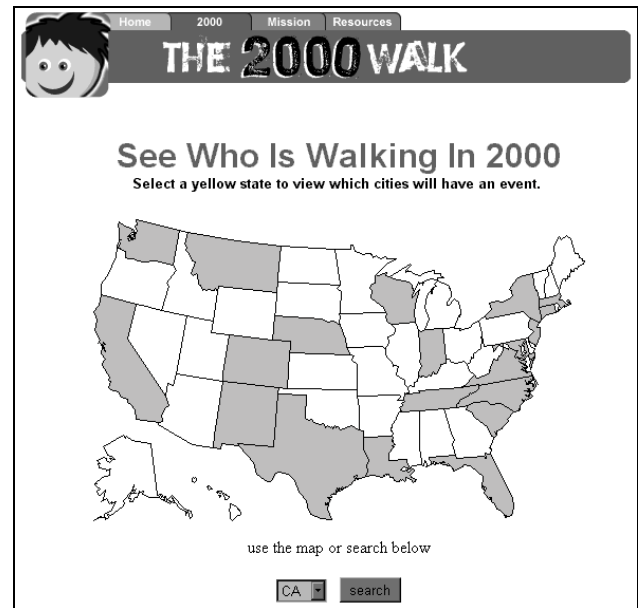 Home 2000 Mission Resources
THE 2000 WALK
See Who Is Walking In 2000
Select a yellow state to view which cities will have an event.
use the map or search below
CA search